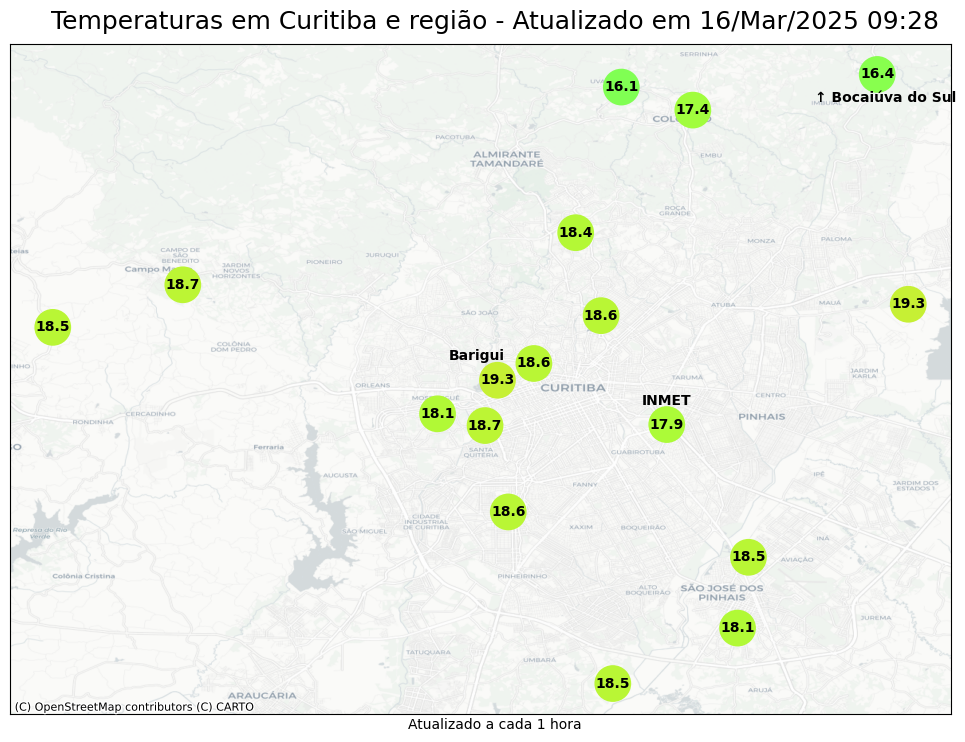 Temperaturas em Curitiba e região - Atualizado em 16/Mar/2025 09:28
SERRINHA
16.4
16.1
↑ Bocaiúva do Sul
17.4
PACOTUBA
EMBU
ALMIRANTE
TAMANDARÉ
ROÇA
GRANDE
18.4
MONZA
PALOMA
CAMPO DE
SÃO
BENEDITO
JURUQUI
PIONEIRO
JARDIM
NOVOS
HORIZONTES
18.7
19.3
MAUÁ
ATUBA
SÃO JOÃO
18.6
18.5
COLÔNIA
DOM PEDRO
Barigui
18.6
JARDIM
KARLA
19.3
TARUMÃ
ORLEANS
CURITIBA
CENTRO
INMET
18.1
CERCADINHO
RONDINHA
PINHAIS
17.9
18.7
Ferraria
SANTA
QUITÉRIA
GUABIROTUBA
AUGUSTA
IPÊ
FANNY
JARDIM DOS
ESTADOS I
18.6
CIDADE
INDUSTRIAL
DE CURITIBA
SÃO MIGUEL
XAXIM
BOQUEIRÃO
Represa do Rio
Verde
INÁ
18.5
AVIAÇÃO
Colônia Cristina
PINHEIRINHO
ALTO
BOQUEIRÃO
SÃO JOSÉ DOS
PINHAIS
JUREMA
18.1
TATUQUARA
UMBARÁ
18.5
ARUJÁ
ARAUCÁRIA
(C) OpenStreetMap contributors (C) CARTO
Atualizado a cada 1 hora